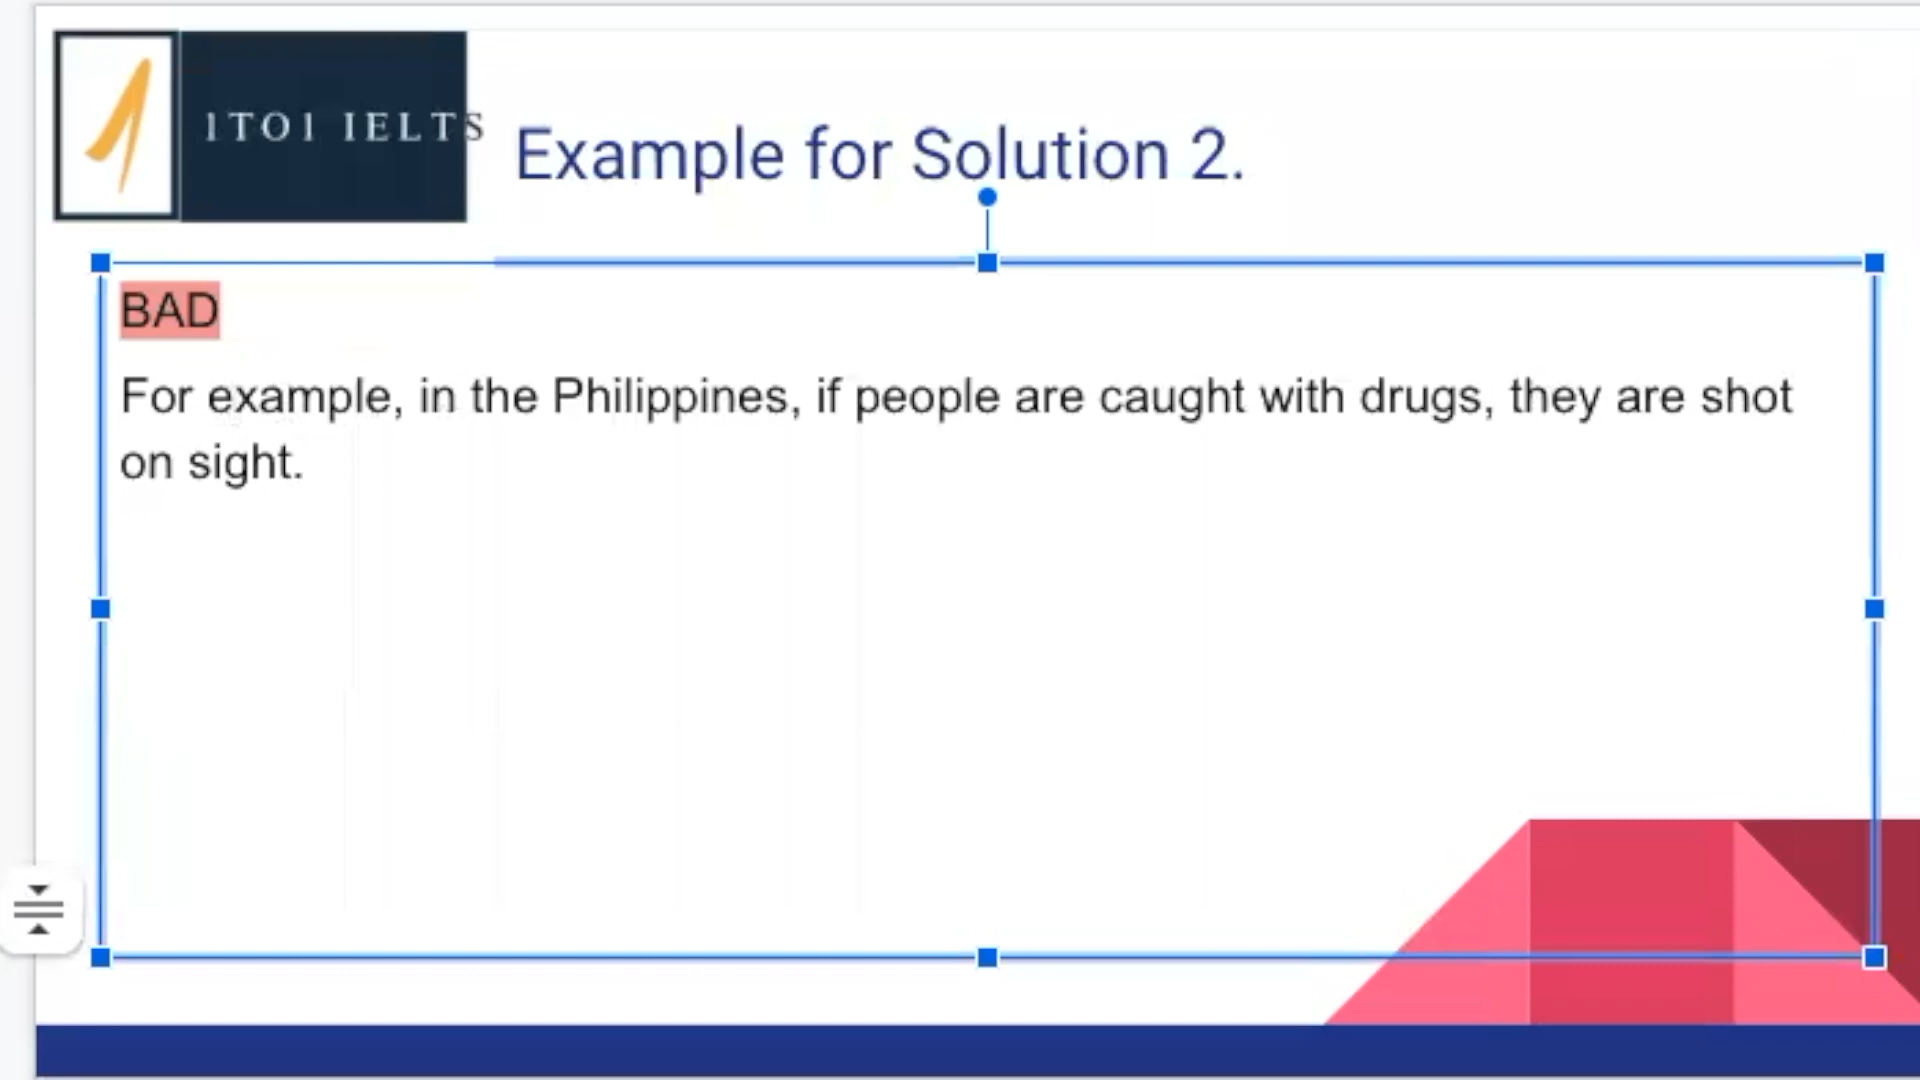 1TO1 IELTS
Example for Solution 2.
BAD
For example, in the Philippines, if people are caught with drugs, they are shot
on sight.